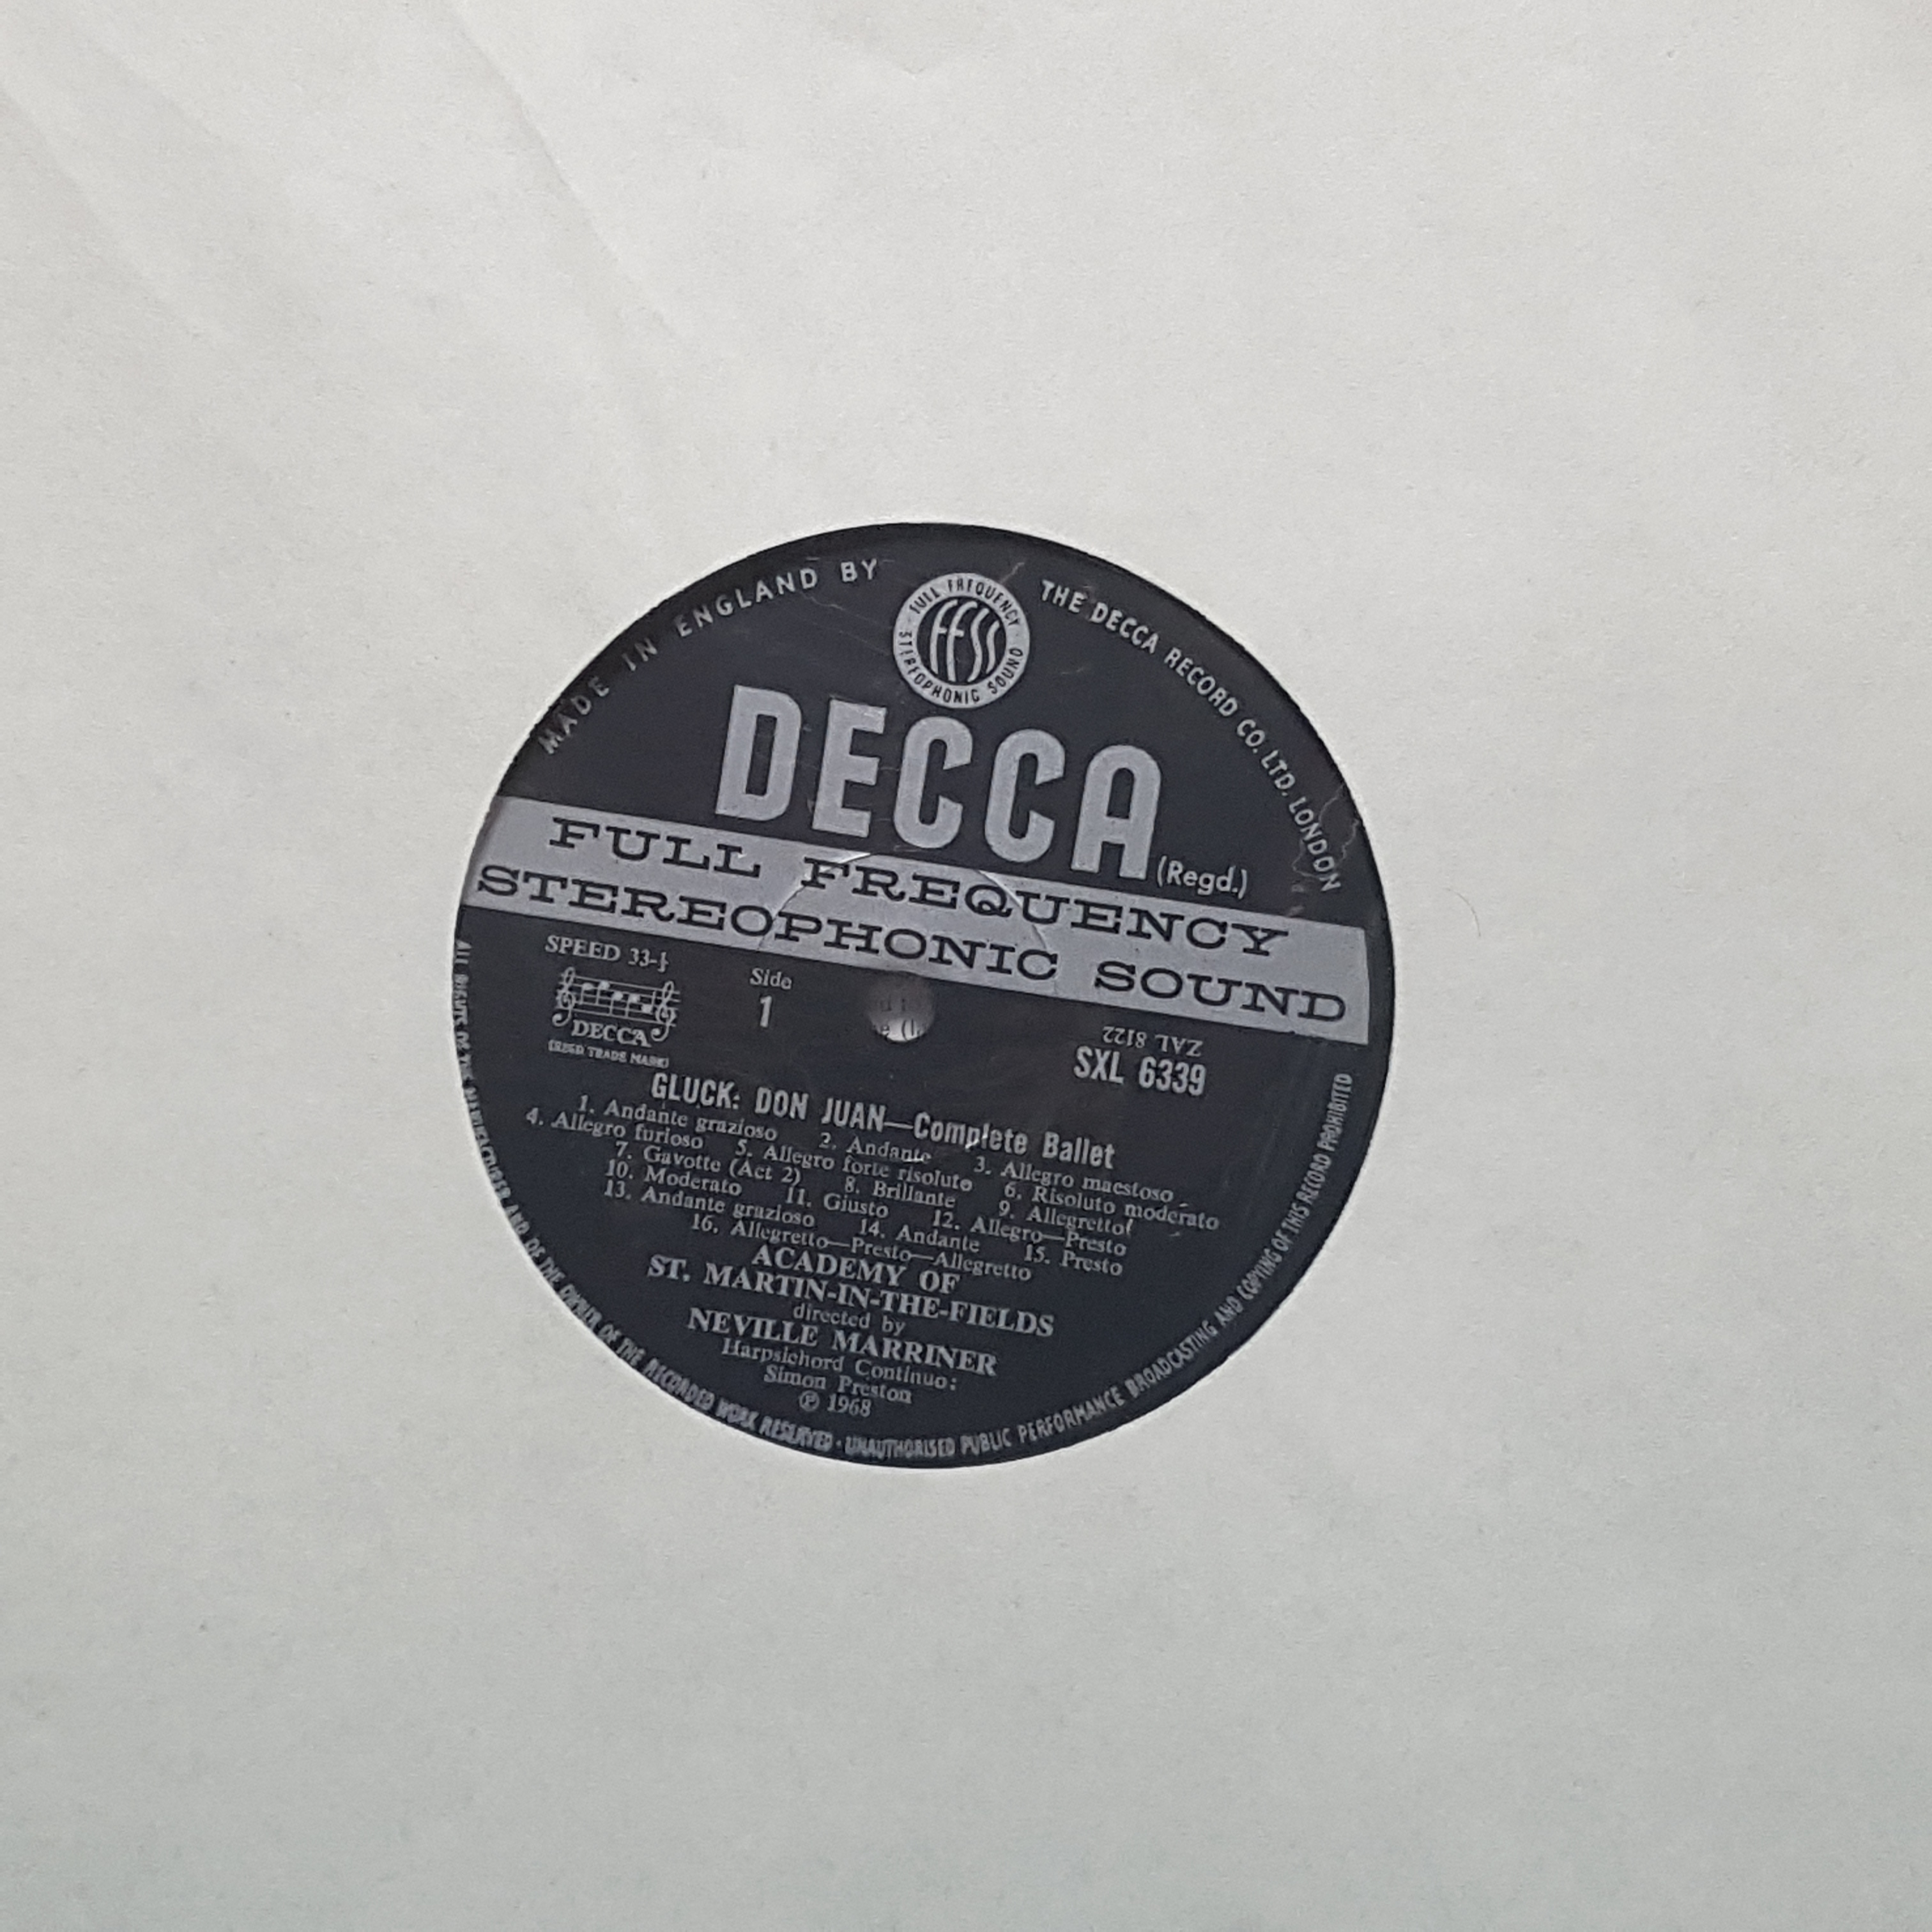 MADE IN ENGLAND BY
THE DECCA RECORD CO. LTD. LONDON
FULL FREQUENCY
FFSS
STEREOPHONIC SOUND
DECCA (Regd.)
FULL FREQUENCY
STEREOPHONIC SOUND
SPEED 33-⅓
Side
1
DECCA
(REGD TRADE MARK)
ZAL 8122
SXL 6339
GLUCK: DON JUAN—Complete Ballet
1. Andante grazioso 2. Andante 3. Allegro maestoso
4. Allegro furioso 5. Allegro forte risoluto 6. Risoluto moderato
7. Gavotte (Act 2) 8. Brillante 9. Allegretto
10. Moderato 11. Giusto 12. Allegro—Presto
13. Andante grazioso 14. Andante 15. Presto
16. Allegretto—Presto—Allegretto
ACADEMY OF
ST. MARTIN-IN-THE-FIELDS
directed by
NEVILLE MARRINER
Harpsichord Continuo:
Simon Preston
℗ 1968
ALL RIGHTS OF THE MANUFACTURER AND OF THE OWNER OF THE RECORDED WORK RESERVED · UNAUTHORISED PUBLIC PERFORMANCE BROADCASTING AND COPYING OF THIS RECORD PROHIBITED